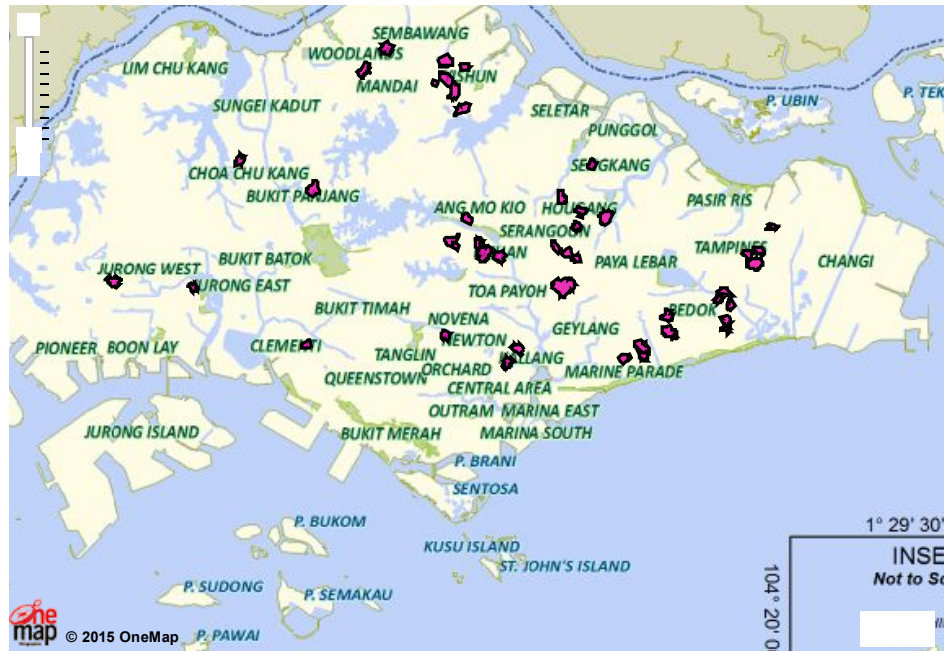 SEMBAWANG
WOODLANDS
LIM CHU KANG
YISHUN
MANDAI
SUNGEI KADUT
SELETAR
P. UBIN
P. TEK
PUNGGOL
SENGKANG
CHOA CHU KANG
BUKIT PANJANG
PASIR RIS
ANG MO KIO
HOUGANG
SERANGOON
TAMPINES
BISHAN
BUKIT BATOK
PAYA LEBAR
CHANGI
JURONG WEST
JURONG EAST
TOA PAYOH
BUKIT TIMAH
BEDOK
NOVENA
GEYLANG
NEWTON
PIONEER
BOON LAY
CLEMENTI
TANGLIN
KALLANG
ORCHARD
MARINE PARADE
QUEENSTOWN
CENTRAL AREA
OUTRAM
MARINA EAST
JURONG ISLAND
BUKIT MERAH
MARINA SOUTH
P. BRANI
SENTOSA
P. BUKOM
1° 29' 30
KUSU ISLAND
INSE
ST. JOHN'S ISLAND
Not to Sc
104° 20' 0
P. SUDONG
P. SEMAKAU
One
map © 2015 OneMap
P. PAWAI